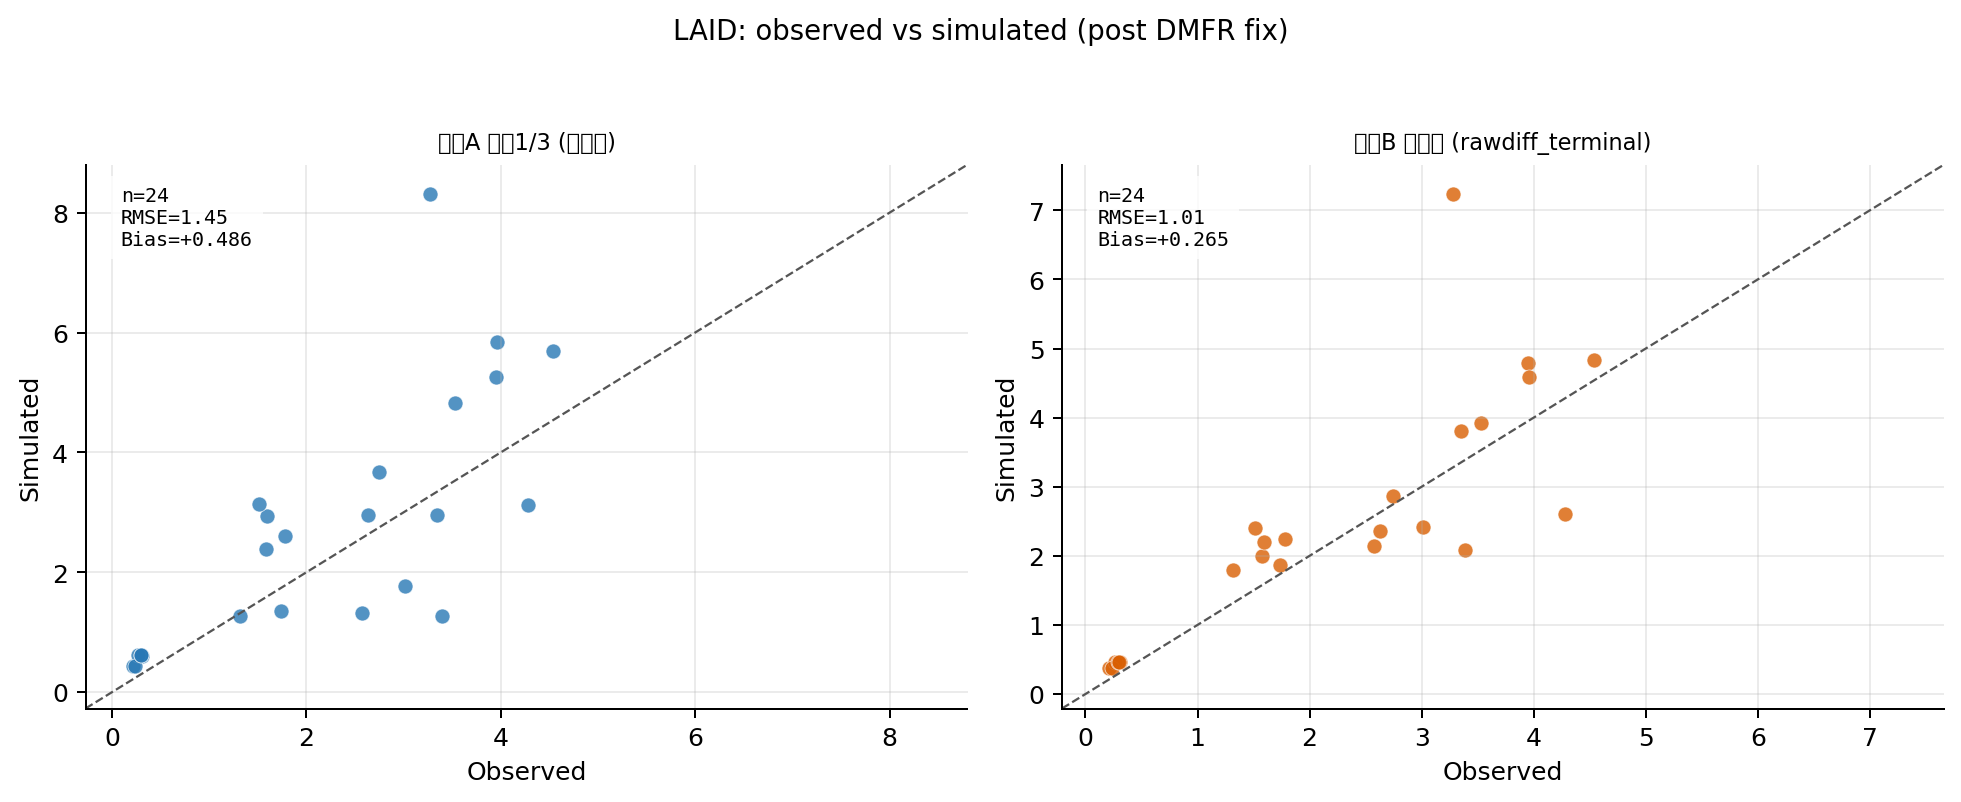 LAID: observed vs simulated (post DMFR fix)
A 1/3
n=24
RMSE=1.45
Bias=+0.486
8
6
4
2
0
Simulated
0 2 4 6 8
Observed
B (rawdiff_terminal)
n=24
RMSE=1.01
Bias=+0.265
7
6
5
4
3
2
1
0
Simulated
0 1 2 3 4 5 6 7
Observed